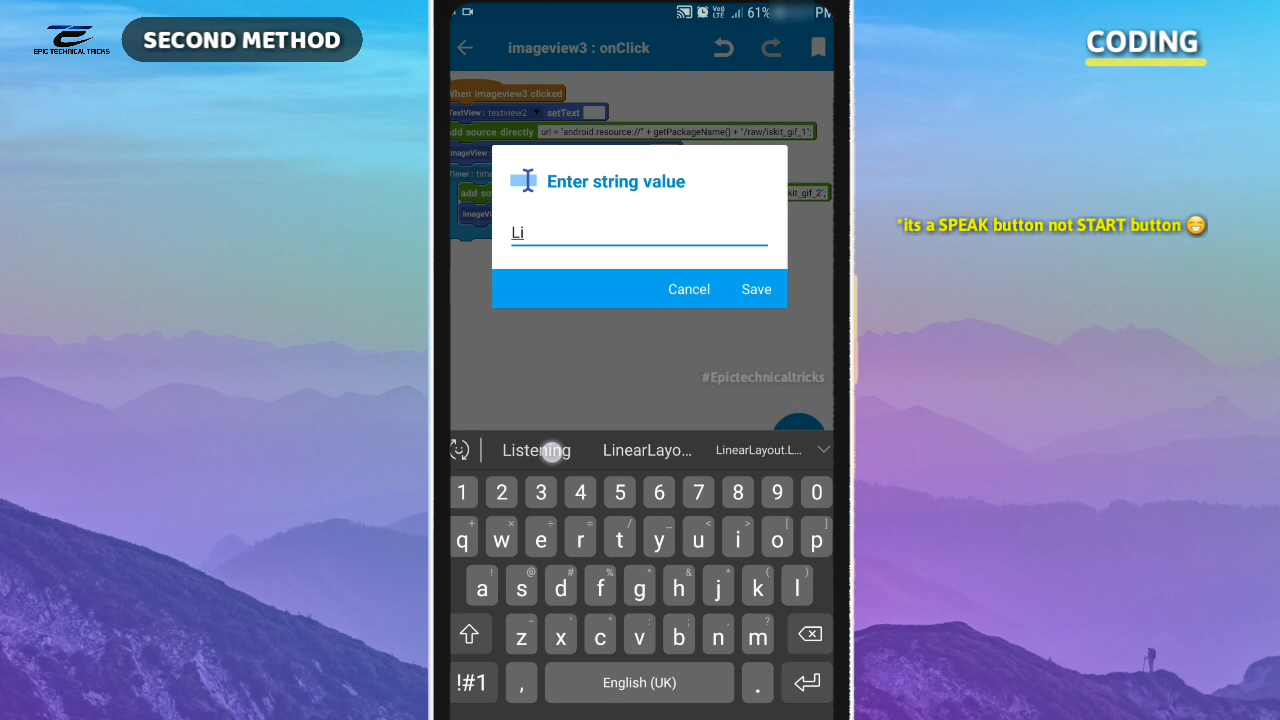 EPIC TECHNICAL TRICKS
SECOND METHOD
CODING
*its a SPEAK button not START button
Vo))
LTE
61%
PM
imageview3 : onClick
When imageview3 clicked
TextView : textview2 setText
add source directly url = "android.resource://" + getPackageName() + "/raw/iskit_gif_1";
ImageView :
Timer : time
add so
kit_gif_2";
ImageVi
Enter string value
Li
Cancel Save
#Epictechnicaltricks
Listening LinearLayo... LinearLayout.L...
1 2 3 4 5 6 7 8 9 0
+ × ÷ = / _ < > [ ]
q w e r t y u i o p
! @ # % ^ & * ( )
a s d f g h j k l
- ' " : ; , ?
z x c v b n m
!#1 , English (UK) .